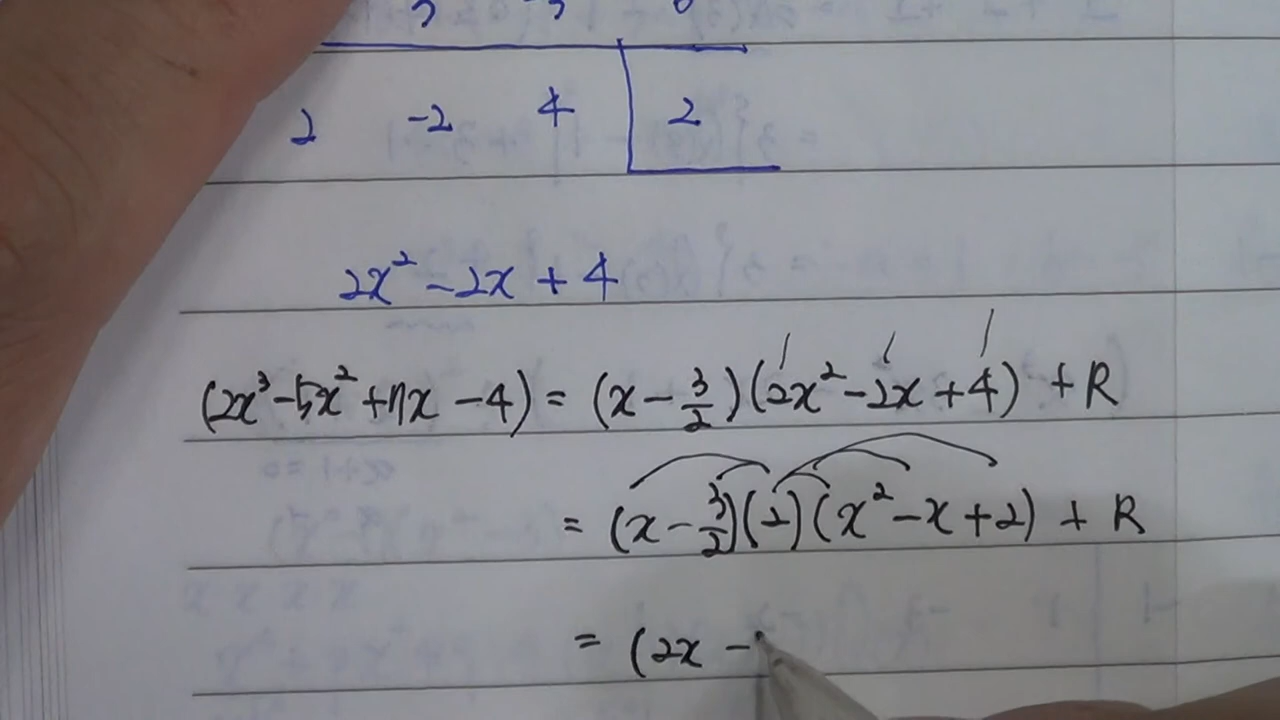 2 -2 4 2
2x² -2x + 4
(2x³ -5x² +7x -4) = (x - 3/2)(2x² -2x +4) + R
= (x - 3/2)(2)(x² - x + 2) + R
= (2x -